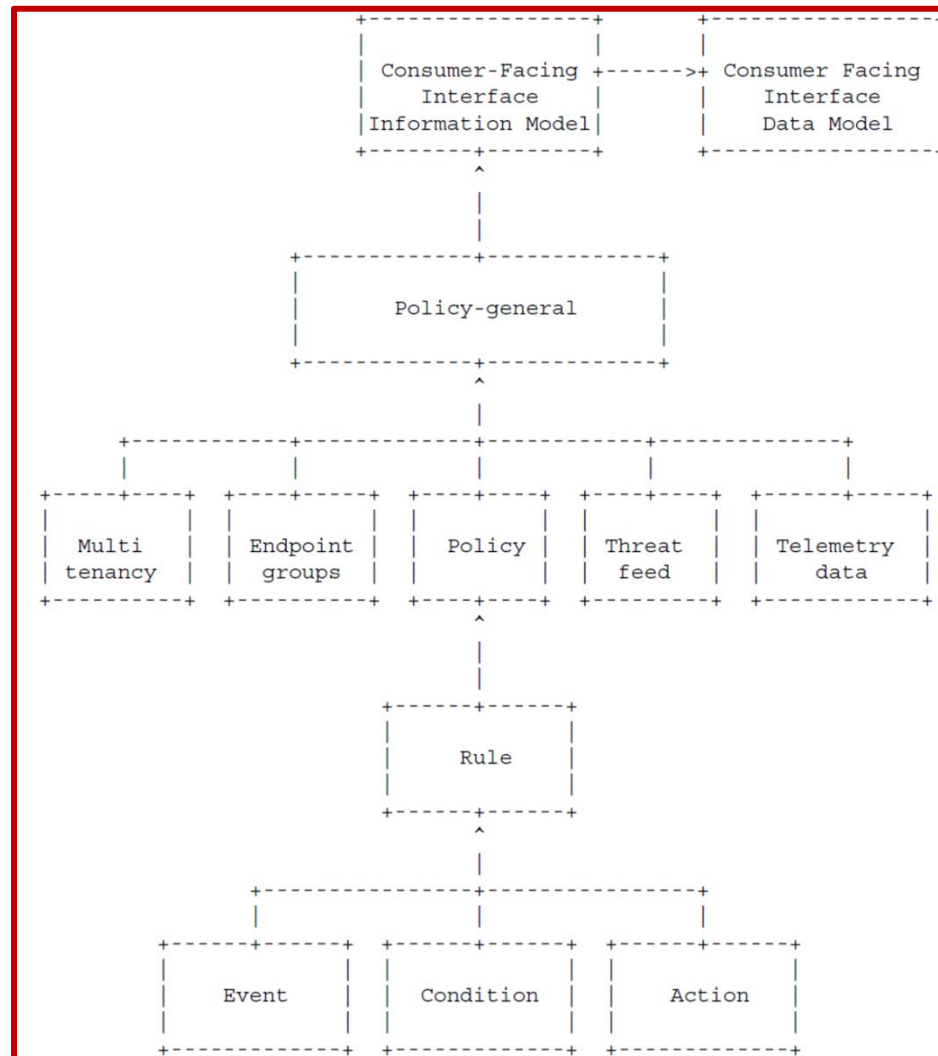 Consumer-Facing Consumer Facing
Interface Interface
Information Model Data Model
Policy-general
Multi Endpoint Policy Threat Telemetry
tenancy groups feed data
Rule
Event Condition Action